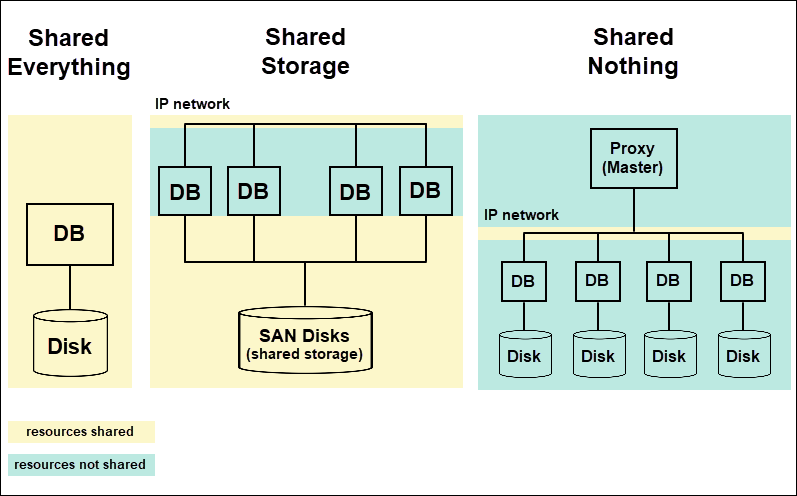 Shared
Everything
Shared
Storage
Shared
Nothing
IP network
DB
DB
DB
DB
SAN Disks
(shared storage)
DB
Disk
Proxy
(Master)
IP network
DB
DB
DB
DB
Disk
Disk
Disk
Disk
resources shared
resources not shared